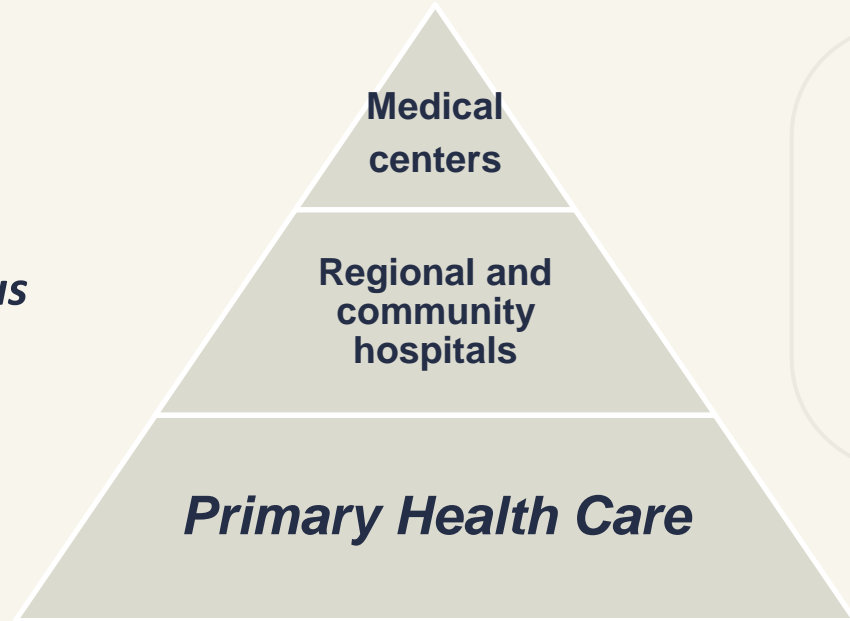 Medical
centers
Regional and
community
hospitals
Primary Health Care